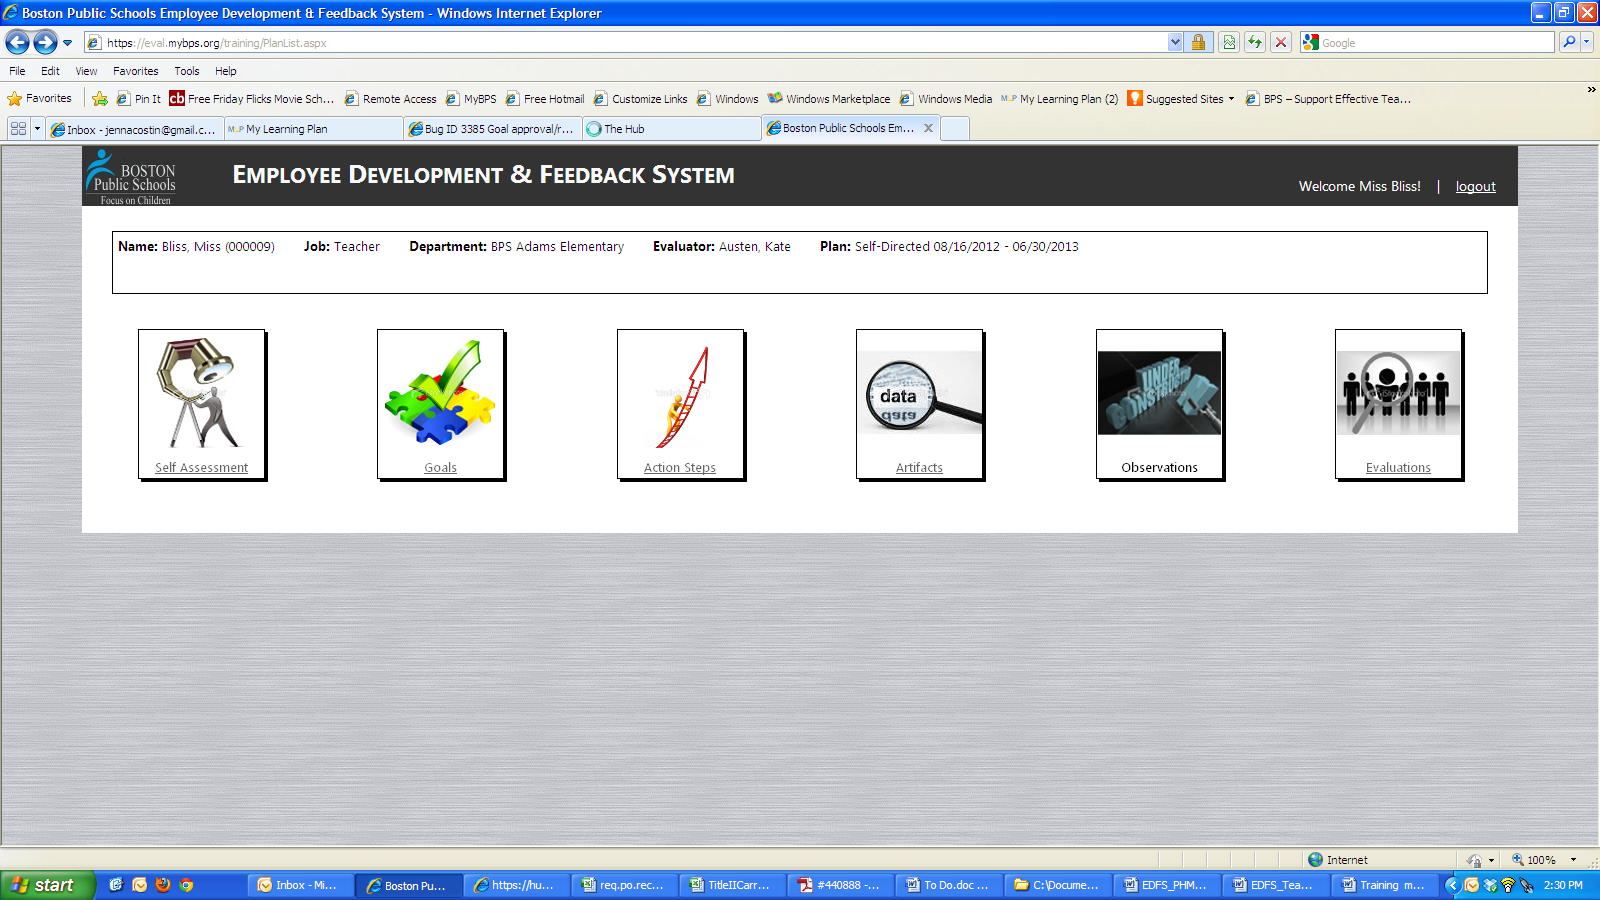 Boston Public Schools Employee Development & Feedback System - Windows Internet Explorer
https://eval.mybps.org/training/PlanList.aspx
Google
File Edit View Favorites Tools Help
Favorites Pin It cb Free Friday Flicks Movie Sch... Remote Access MyBPS Free Hotmail Customize Links Windows Windows Marketplace Windows Media MLP My Learning Plan (2) Suggested Sites BPS – Support Effective Tea... »
Inbox - jennacostin@gmail.c... MLP My Learning Plan Bug ID 3385 Goal approval/r... The Hub Boston Public Schools Em...
BOSTON
Public Schools
Focus on Children
Employee Development & Feedback System
Welcome Miss Bliss! | logout
Name: Bliss, Miss (000009) Job: Teacher Department: BPS Adams Elementary Evaluator: Austen, Kate Plan: Self-Directed 08/16/2012 - 06/30/2013
data
data
UNDER
CONSTRUCTION
Self Assessment Goals Action Steps Artifacts Observations Evaluations
Internet 100%
start Inbox - Mi... Boston Pu... https://hu... req.po.rec... TitleIICarr... #440888 -... To Do.doc ... C:\Docume... EDFS_PHM... EDFS_Tea... Training m... 2:30 PM